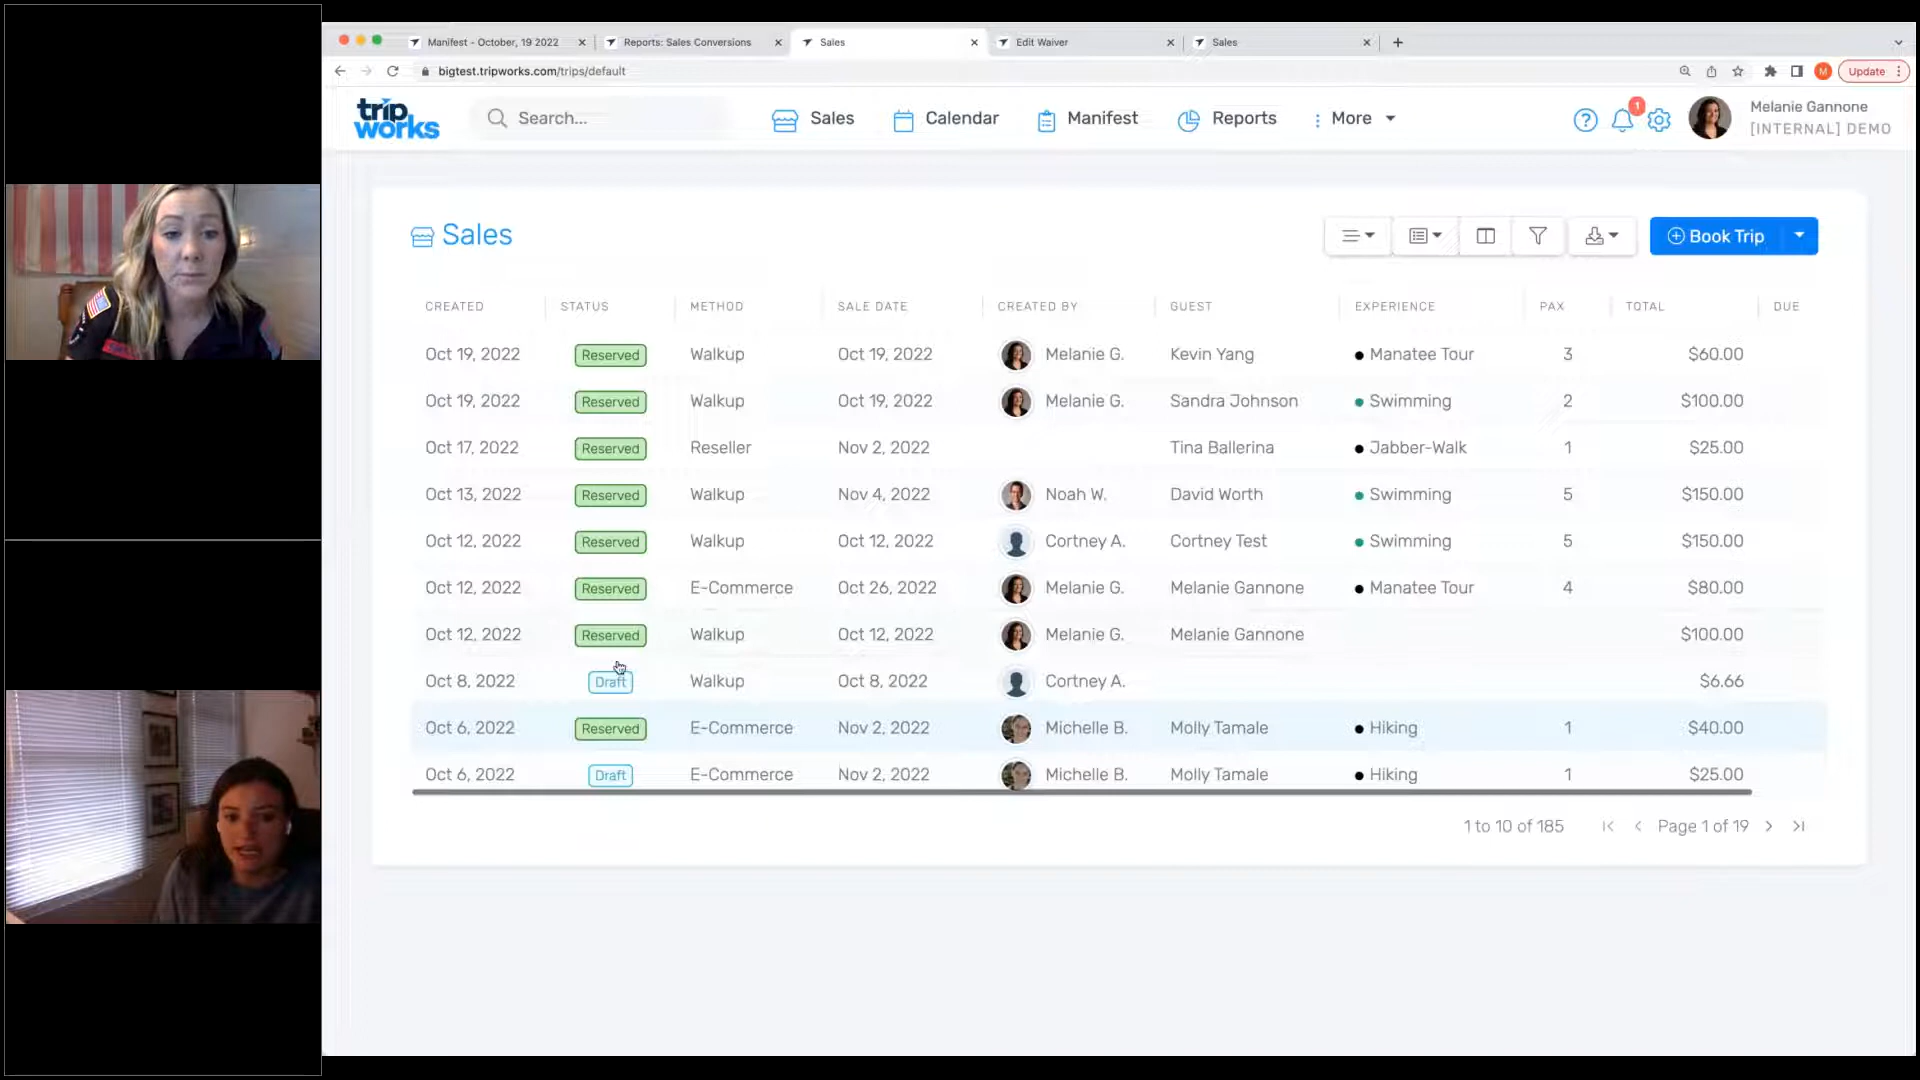 Manifest - October, 19 2022
Reports: Sales Conversions
Sales
Edit Waiver
Sales
bigtest.tripworks.com/trips/default
Update
trip works
Search...
Sales
Calendar
Manifest
Reports
More
?
1
Melanie Gannone
[INTERNAL] DEMO
M
Sales
Book Trip
CREATED STATUS METHOD SALE DATE CREATED BY GUEST EXPERIENCE PAX TOTAL DUE
Oct 19, 2022 Reserved Walkup Oct 19, 2022 Melanie G. Kevin Yang Manatee Tour 3 $60.00
Oct 19, 2022 Reserved Walkup Oct 19, 2022 Melanie G. Sandra Johnson Swimming 2 $100.00
Oct 17, 2022 Reserved Reseller Nov 2, 2022 Tina Ballerina Jabber-Walk 1 $25.00
Oct 13, 2022 Reserved Walkup Nov 4, 2022 Noah W. David Worth Swimming 5 $150.00
Oct 12, 2022 Reserved Walkup Oct 12, 2022 Cortney A. Cortney Test Swimming 5 $150.00
Oct 12, 2022 Reserved E-Commerce Oct 26, 2022 Melanie G. Melanie Gannone Manatee Tour 4 $80.00
Oct 12, 2022 Reserved Walkup Oct 12, 2022 Melanie G. Melanie Gannone $100.00
Oct 8, 2022 Draft Walkup Oct 8, 2022 Cortney A. $6.66
Oct 6, 2022 Reserved E-Commerce Nov 2, 2022 Michelle B. Molly Tamale Hiking 1 $40.00
Oct 6, 2022 Draft E-Commerce Nov 2, 2022 Michelle B. Molly Tamale Hiking 1 $25.00
1 to 10 of 185 Page 1 of 19